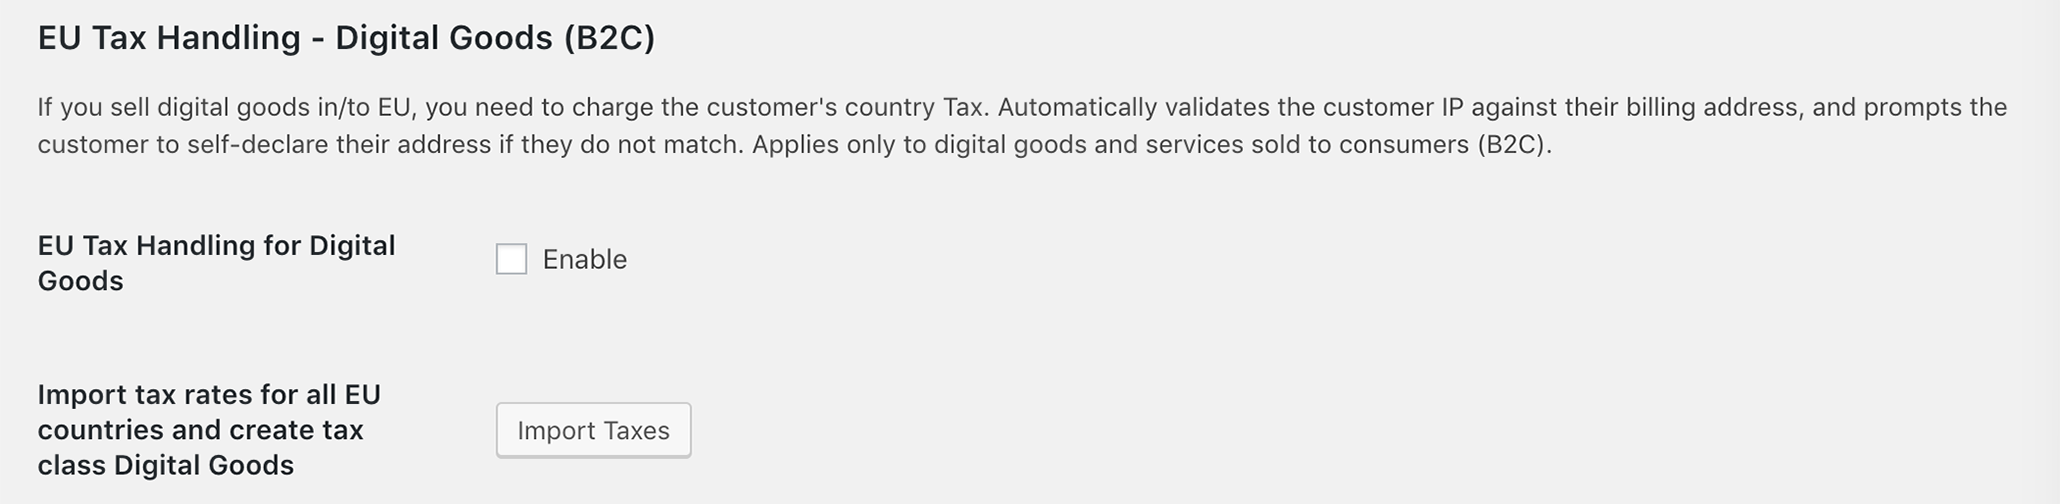 EU Tax Handling - Digital Goods (B2C)
If you sell digital goods in/to EU, you need to charge the customer's country Tax. Automatically validates the customer IP against their billing address, and prompts the
customer to self-declare their address if they do not match. Applies only to digital goods and services sold to consumers (B2C).
EU Tax Handling for Digital
Goods
Enable
Import tax rates for all EU
countries and create tax
class Digital Goods
Import Taxes